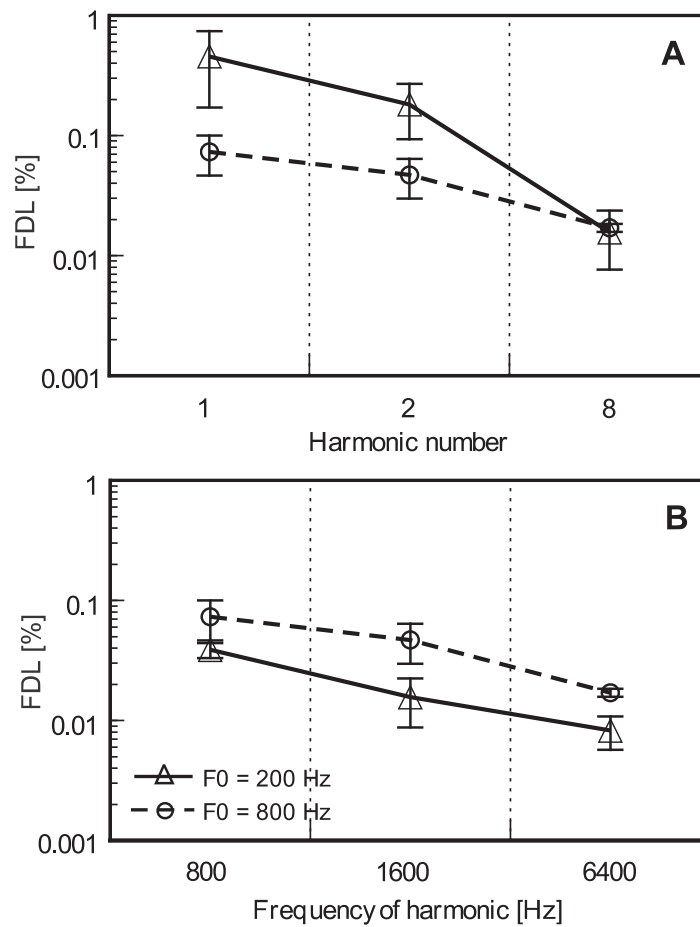 1
A
0.1
FDL [%]
0.01
0.001
1 2 8
Harmonic number
1
B
0.1
FDL [%]
0.01
F0 = 200 Hz
F0 = 800 Hz
0.001
800 1600 6400
Frequency of harmonic [Hz]